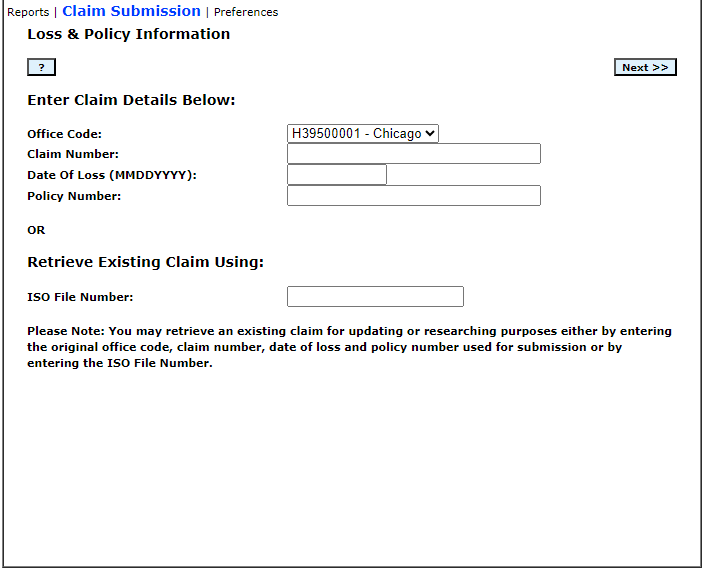 Reports | Claim Submission | Preferences
Loss & Policy Information
?
Next >>
Enter Claim Details Below:
Office Code:
H39500001 - Chicago
Claim Number:
Date Of Loss (MMDDYYYY):
Policy Number:
OR
Retrieve Existing Claim Using:
ISO File Number:
Please Note: You may retrieve an existing claim for updating or researching purposes either by entering
the original office code, claim number, date of loss and policy number used for submission or by
entering the ISO File Number.